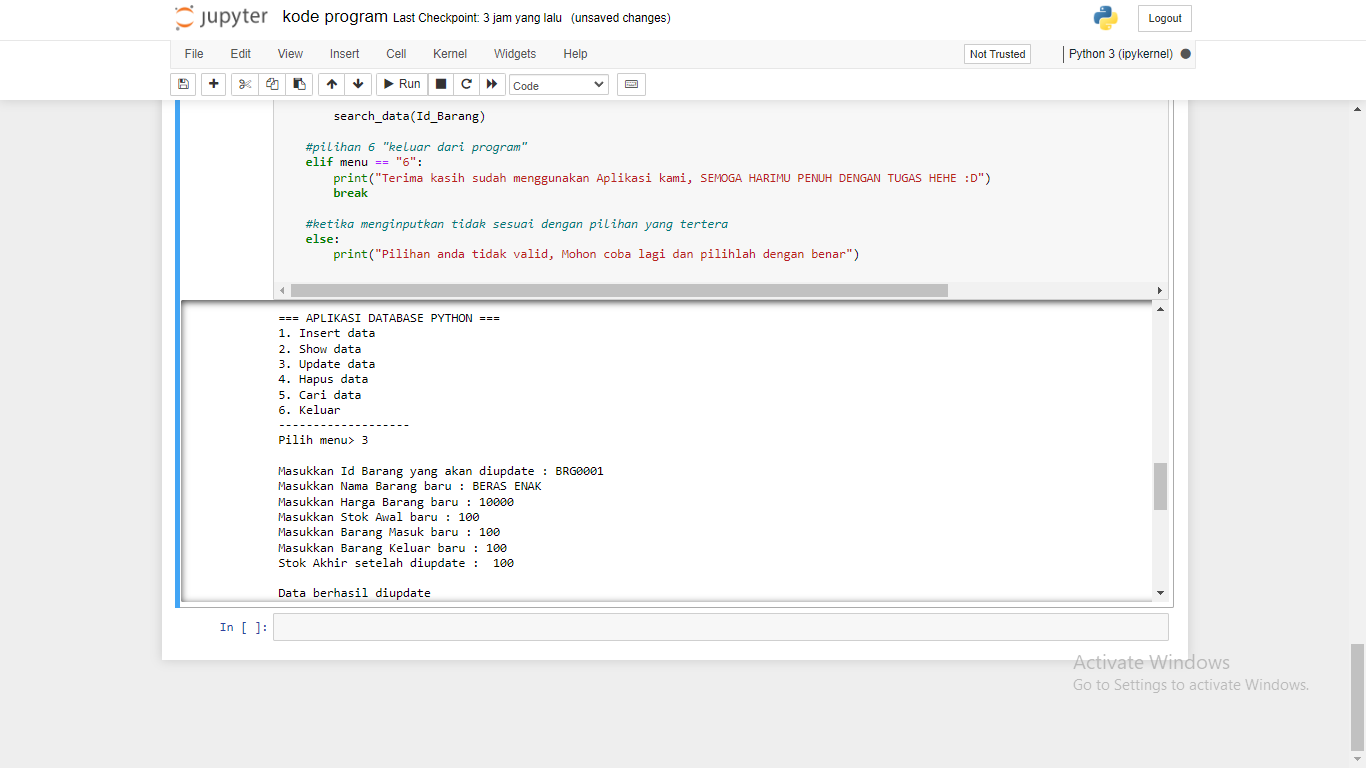 jupyter kode program Last Checkpoint: 3 jam yang lalu (unsaved changes)
Logout
File Edit View Insert Cell Kernel Widgets Help
Not Trusted
Python 3 (ipykernel)
Run
Code
search_data(Id_Barang)
#pilihan 6 "keluar dari program"
elif menu == "6":
print("Terima kasih sudah menggunakan Aplikasi kami, SEMOGA HARIMU PENUH DENGAN TUGAS HEHE :D")
break
#ketika menginputkan tidak sesuai dengan pilihan yang tertera
else:
print("Pilihan anda tidak valid, Mohon coba lagi dan pilihlah dengan benar")
=== APLIKASI DATABASE PYTHON ===
1. Insert data
2. Show data
3. Update data
4. Hapus data
5. Cari data
6. Keluar
-------------------
Pilih menu> 3
Masukkan Id Barang yang akan diupdate : BRG0001
Masukkan Nama Barang baru : BERAS ENAK
Masukkan Harga Barang baru : 10000
Masukkan Stok Awal baru : 100
Masukkan Barang Masuk baru : 100
Masukkan Barang Keluar baru : 100
Stok Akhir setelah diupdate :  100
Data berhasil diupdate
In [ ]:
Activate Windows
Go to Settings to activate Windows.